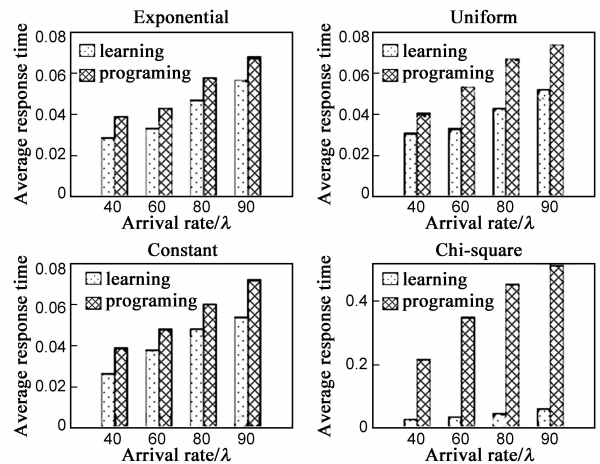 Exponential
Average response time
0.08
0.06
0.04
0.02
0
learning
programing
40 60 80 90
Arrival rate/λ
Uniform
Average response time
0.08
0.06
0.04
0.02
0
learning
programing
40 60 80 90
Arrival rate/λ
Constant
Average response time
0.08
0.06
0.04
0.02
0
learning
programing
40 60 80 90
Arrival rate/λ
Chi-square
Average response time
0.4
0.2
0
learning
programing
40 60 80 90
Arrival rate/λ